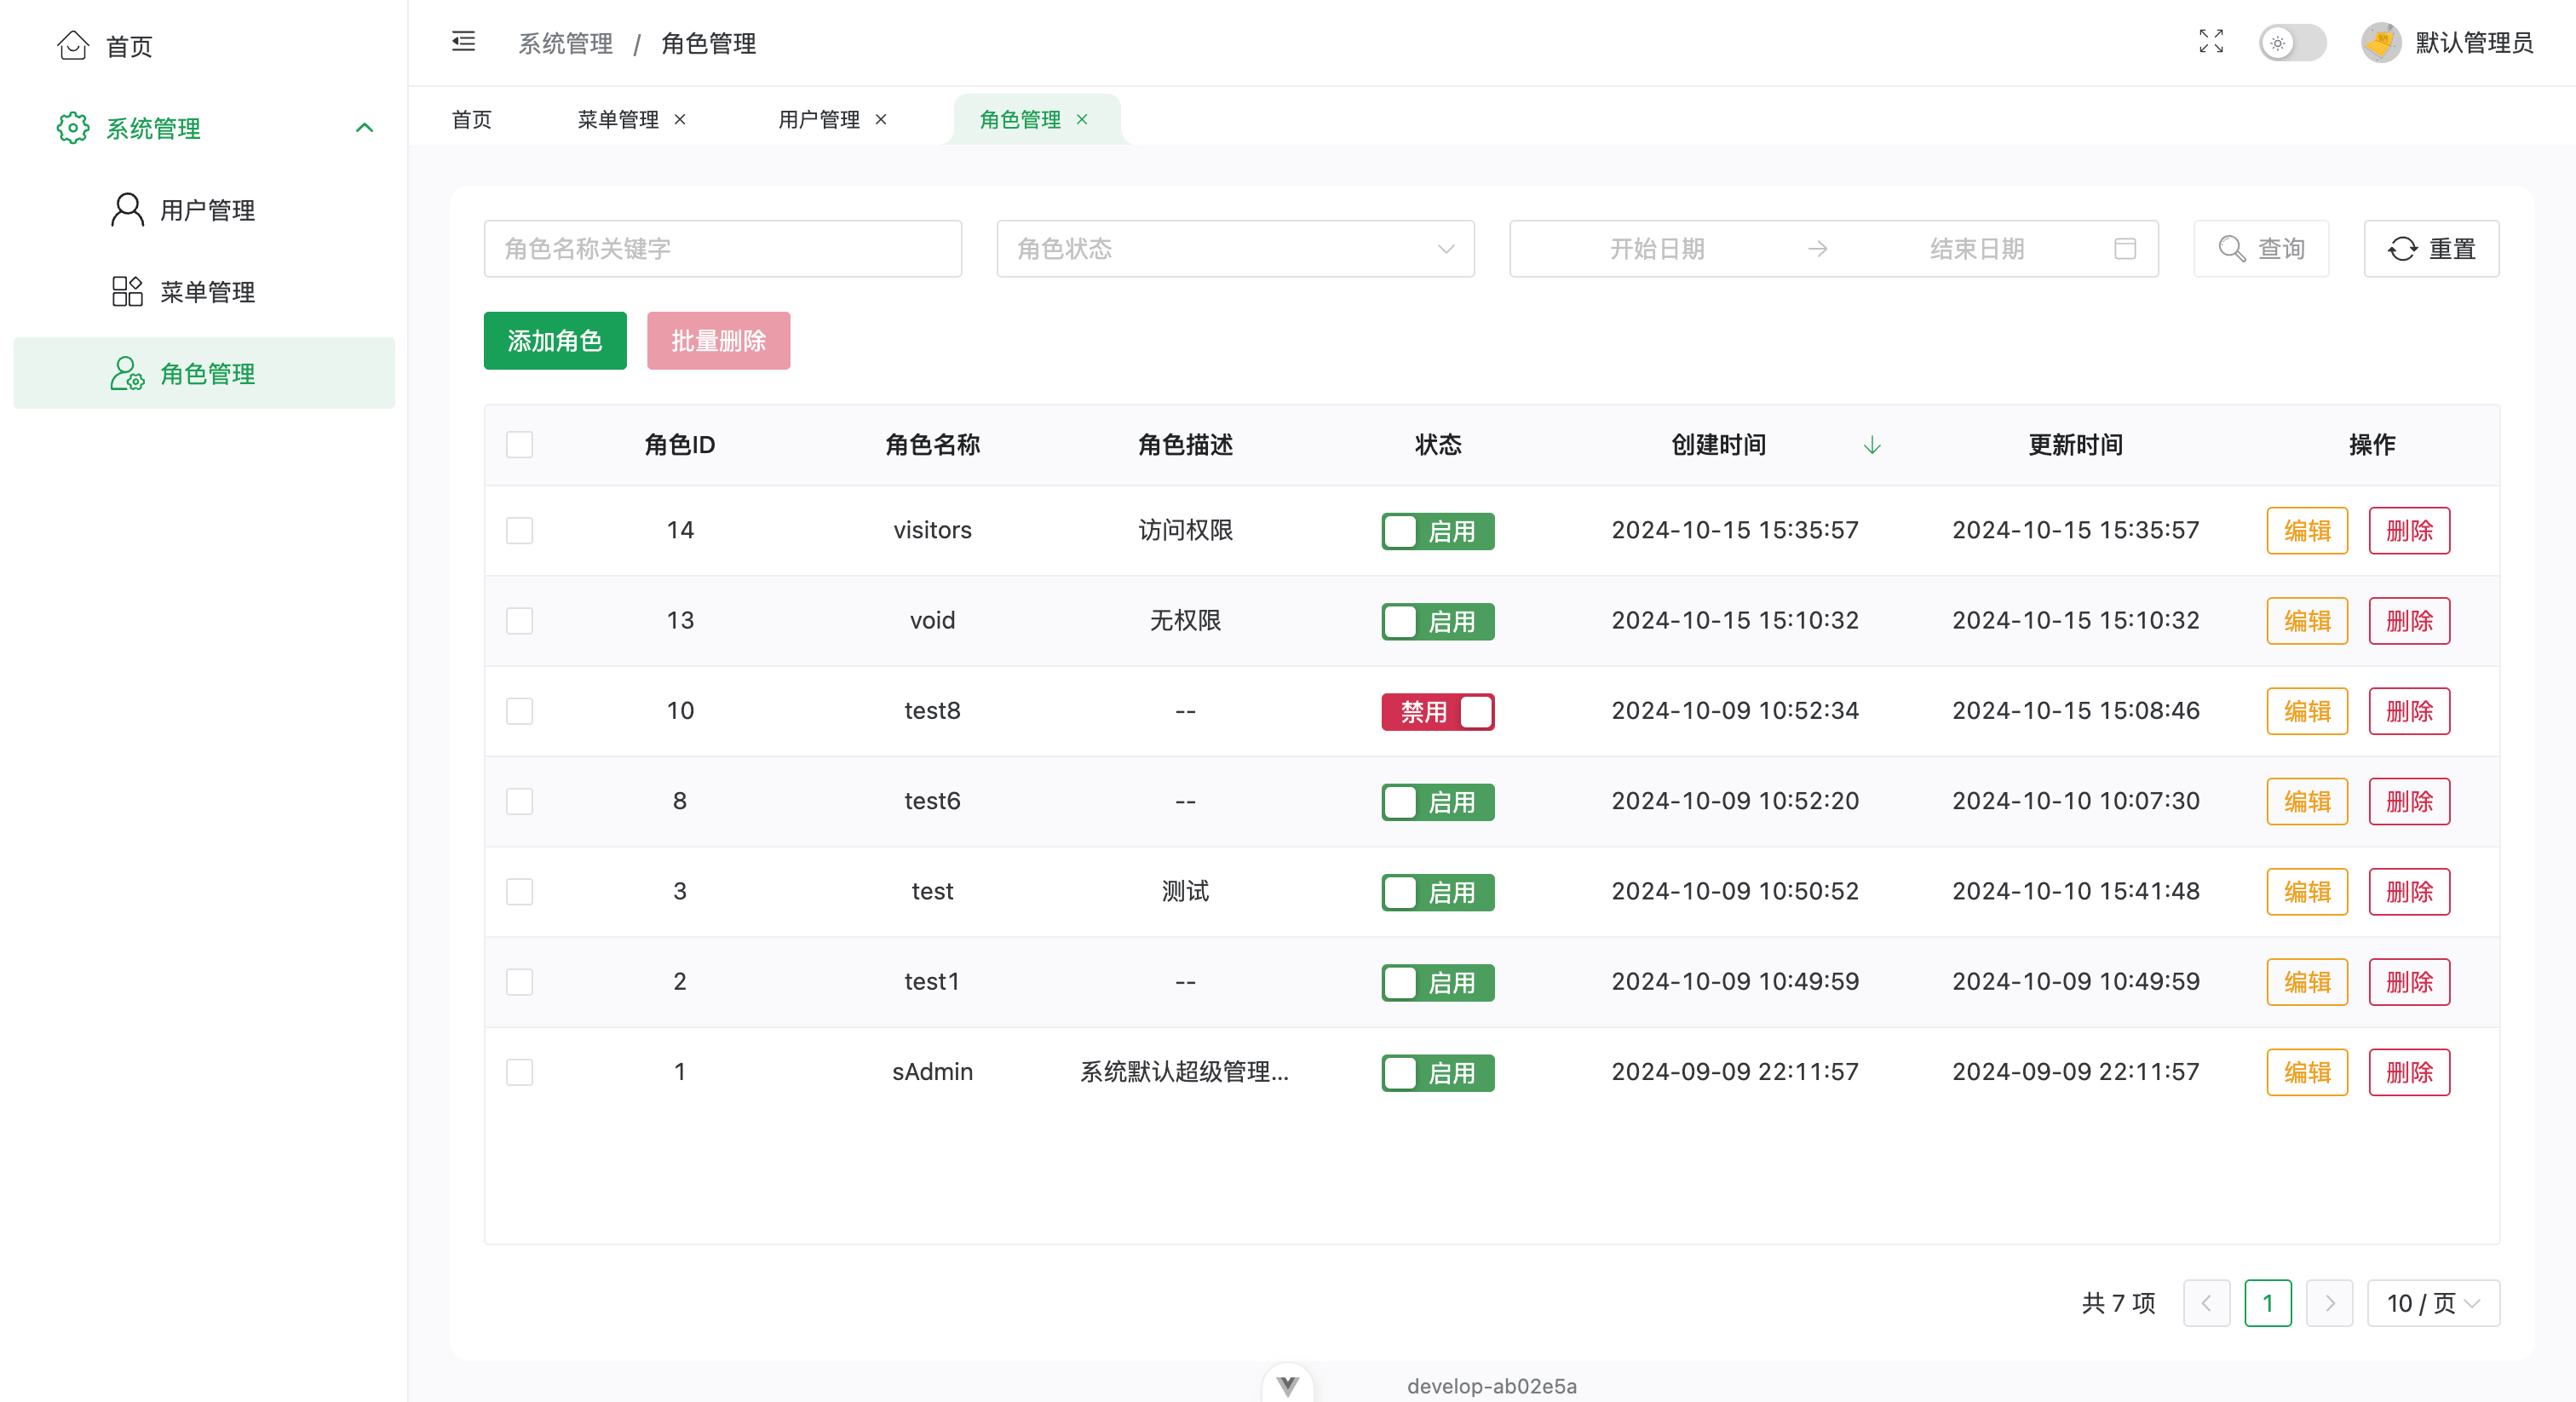 首页
系统管理
用户管理
菜单管理
角色管理
系统管理 / 角色管理
默认管理员
首页 菜单管理 × 用户管理 × 角色管理 ×
角色名称关键字 角色状态 开始日期 → 结束日期 查询 重置
添加角色 批量删除
角色ID 角色名称 角色描述 状态 创建时间 ↓ 更新时间 操作
14 visitors 访问权限 启用 2024-10-15 15:35:57 2024-10-15 15:35:57 编辑 删除
13 void 无权限 启用 2024-10-15 15:10:32 2024-10-15 15:10:32 编辑 删除
10 test8 -- 禁用 2024-10-09 10:52:34 2024-10-15 15:08:46 编辑 删除
8 test6 -- 启用 2024-10-09 10:52:20 2024-10-10 10:07:30 编辑 删除
3 test 测试 启用 2024-10-09 10:50:52 2024-10-10 15:41:48 编辑 删除
2 test1 -- 启用 2024-10-09 10:49:59 2024-10-09 10:49:59 编辑 删除
1 sAdmin 系统默认超级管理... 启用 2024-09-09 22:11:57 2024-09-09 22:11:57 编辑 删除
共 7 项 1 10 / 页
develop-ab02e5a